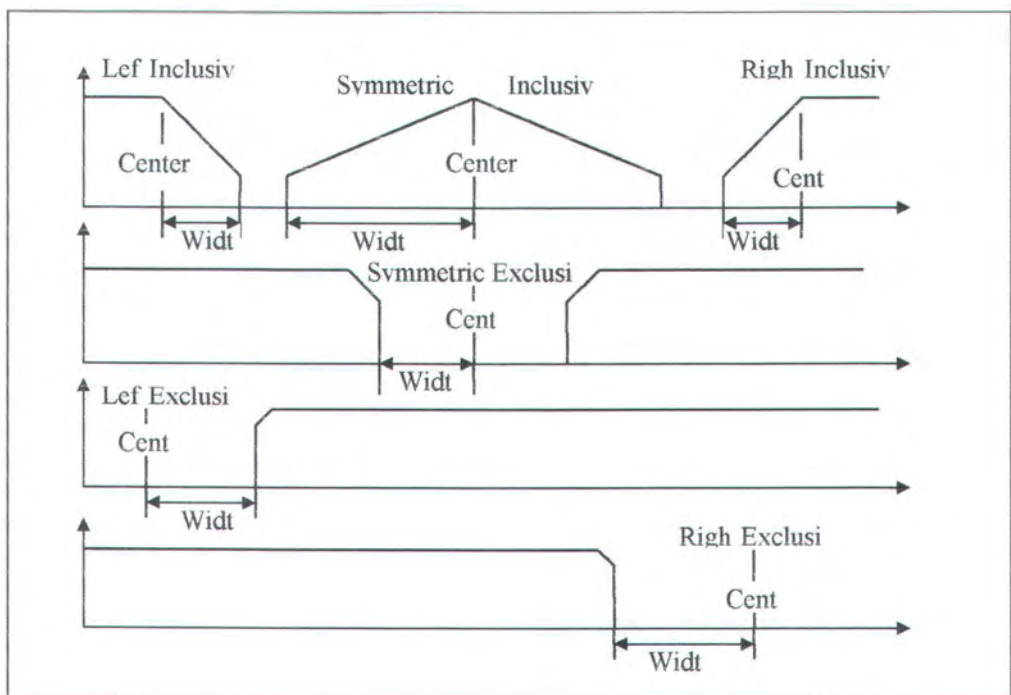 Lef Inclusiv
Symmetric Inclusiv
Righ Inclusiv
Center
Center
Cent
Widt
Widt
Widt
Symmetric Exclusi
Cent
Widt
Lef Exclusi
Cent
Widt
Righ Exclusi
Cent
Widt